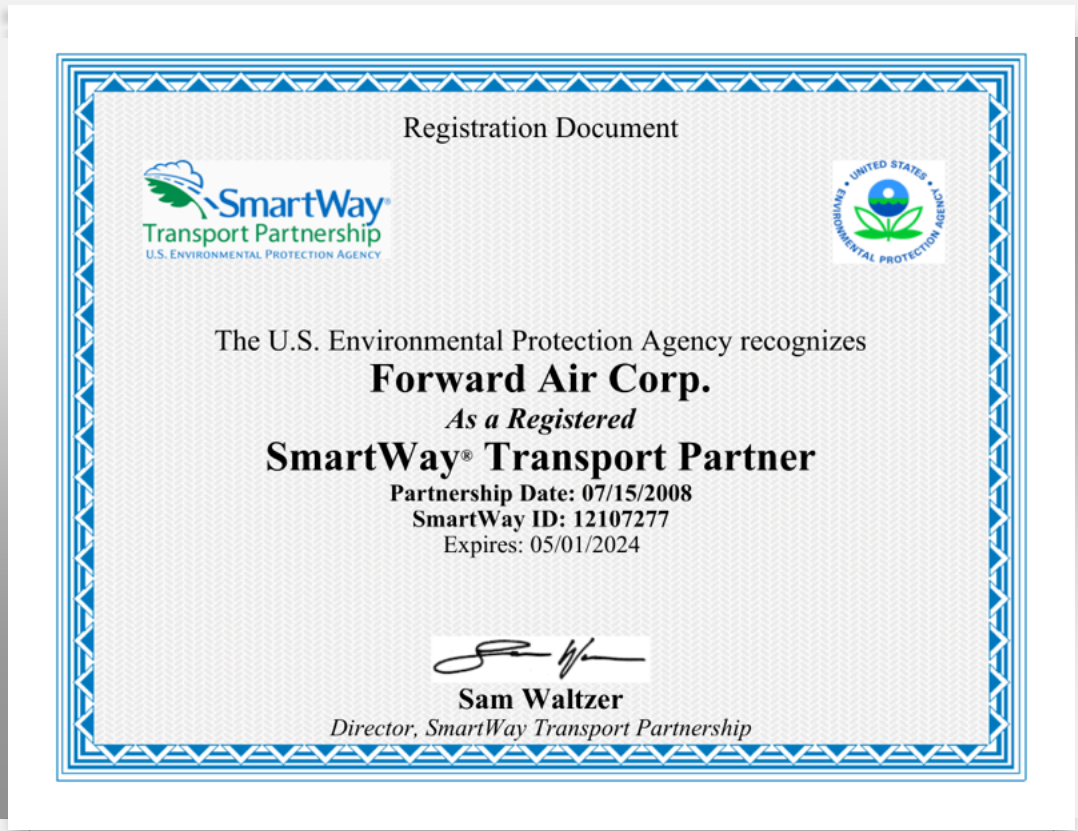 Registration Document
SmartWay®
Transport Partnership
U.S. ENVIRONMENTAL PROTECTION AGENCY
UNITED STATES
ENVIRONMENTAL PROTECTION AGENCY
The U.S. Environmental Protection Agency recognizes
Forward Air Corp.
As a Registered
SmartWay® Transport Partner
Partnership Date: 07/15/2008
SmartWay ID: 12107277
Expires: 05/01/2024
Sam Waltzer
Director, SmartWay Transport Partnership